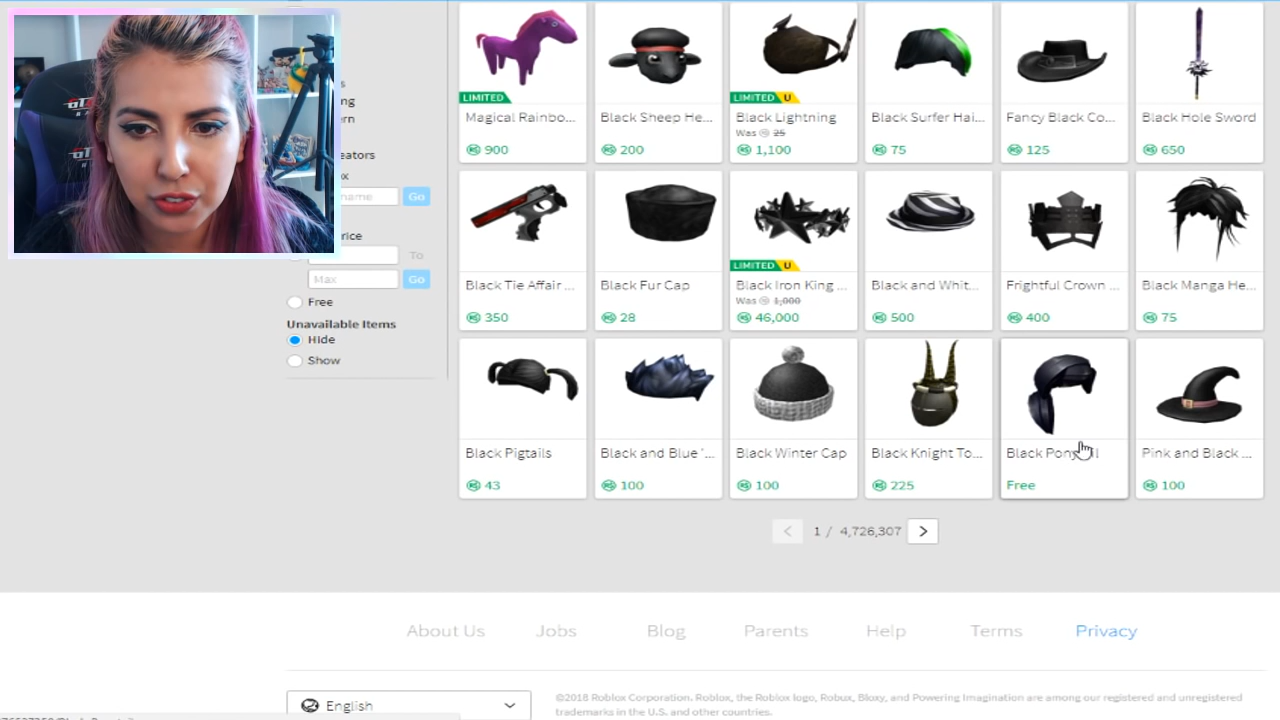 LIMITED
LIMITED U
Magical Rainbo...
Black Sheep He...
Black Lightning
Black Surfer Hai...
Fancy Black Co...
Black Hole Sword
Was 25
900
200
1,100
75
125
650
eators
name Go
rice
To
Max Go
Free
Unavailable Items
Hide
Show
LIMITED U
Black Tie Affair ...
Black Fur Cap
Black Iron King ...
Black and Whit...
Frightful Crown ...
Black Manga He...
Was 1,000
350
28
46,000
500
400
75
Black Pigtails
Black and Blue '...
Black Winter Cap
Black Knight To...
Pink and Black ...
43
100
100
225
Free
100
1 / 4,726,307
About Us Jobs Blog Parents Help Terms Privacy
English
©2018 Roblox Corporation. Roblox, the Roblox logo, Robux, Bloxy, and Powering Imagination are among our registered and unregistered
trademarks in the U.S. and other countries.